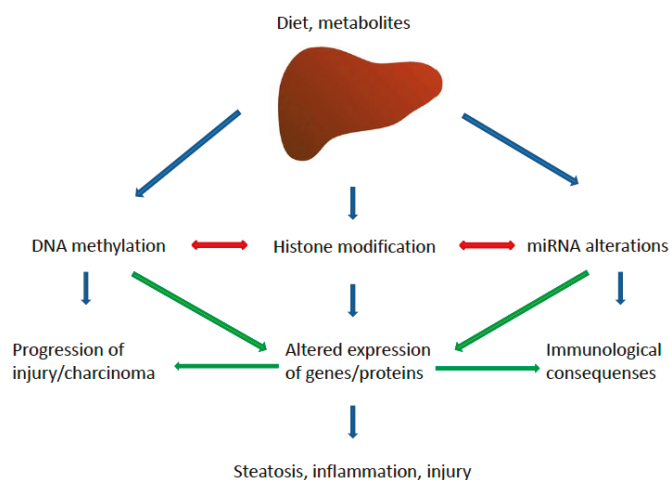 Diet, metabolites
DNA methylation
Histone modification
miRNA alterations
Progression of
injury/charcinoma
Altered expression
of genes/proteins
Immunological
consequenses
Steatosis, inflammation, injury